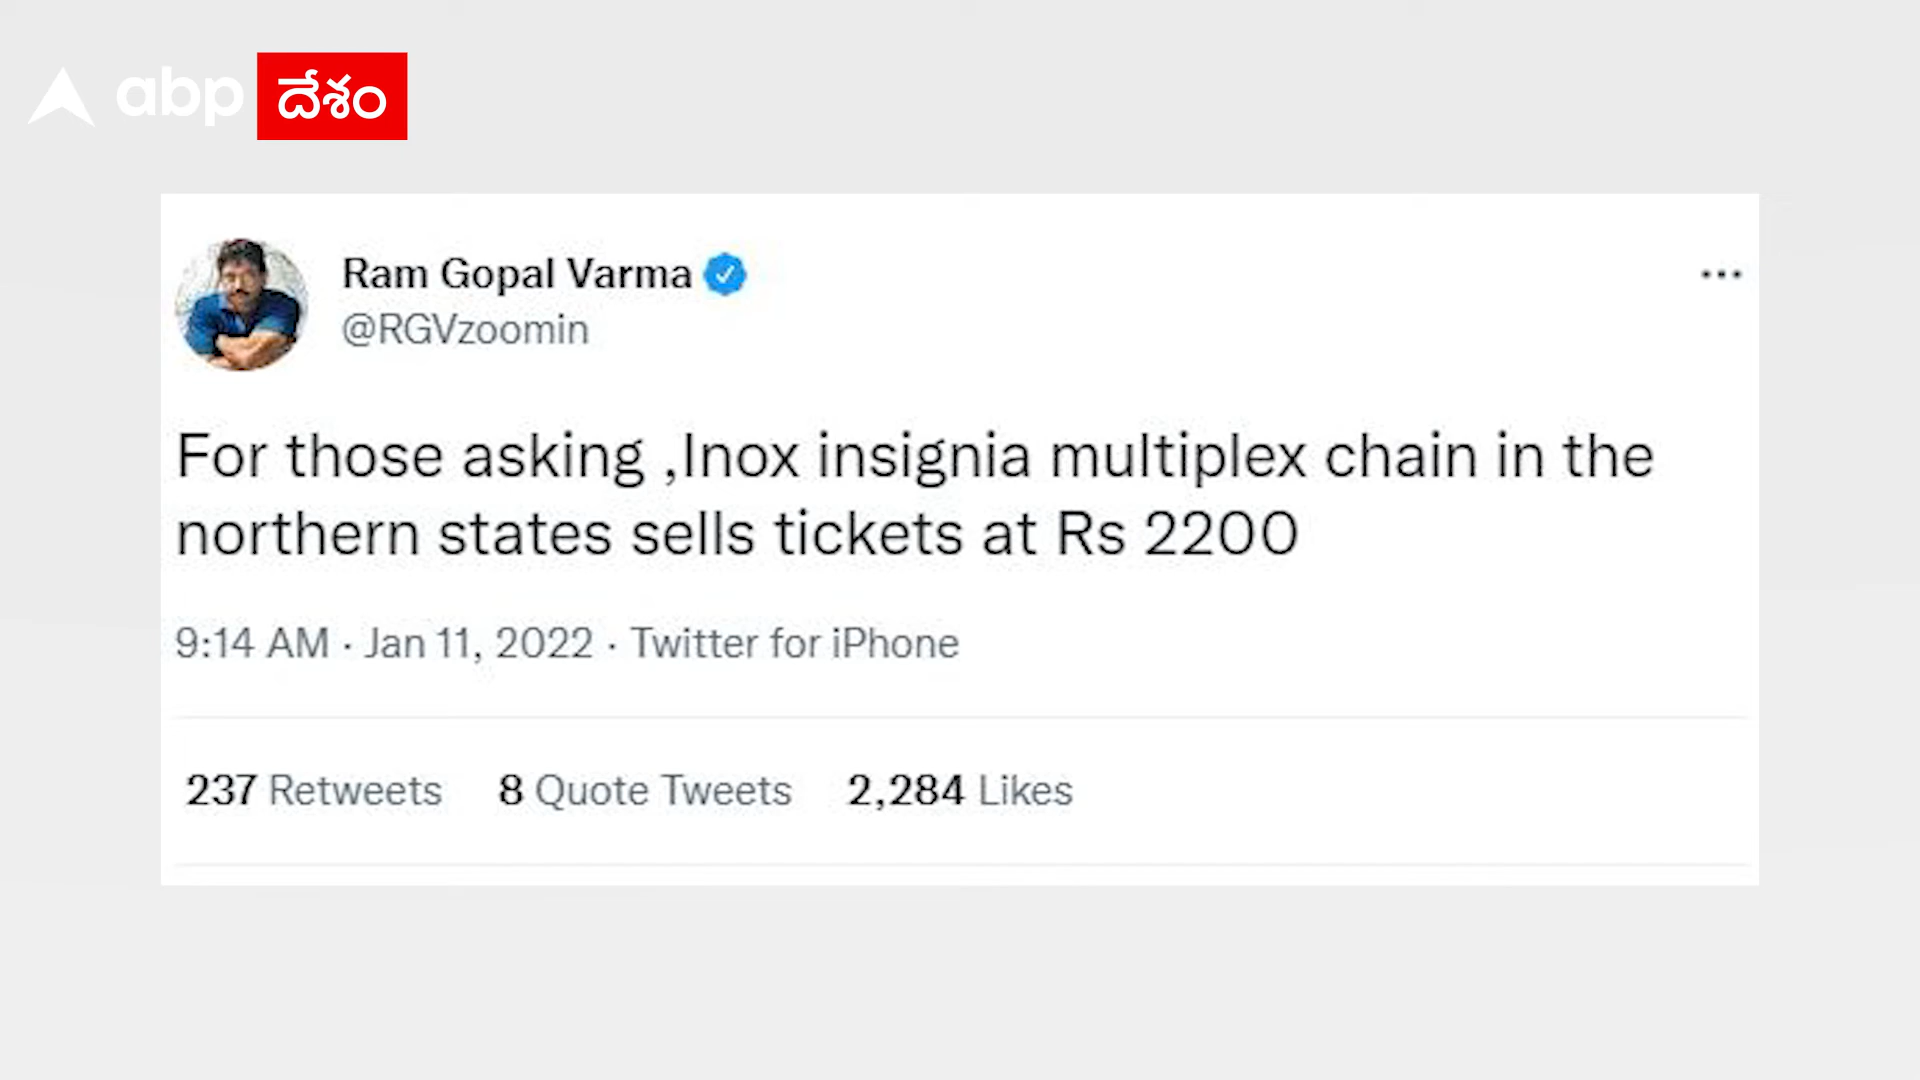 abp దేశం
Ram Gopal Varma
@RGVzoomin
For those asking ,Inox insignia multiplex chain in the
northern states sells tickets at Rs 2200
9:14 AM · Jan 11, 2022 · Twitter for iPhone
237 Retweets 8 Quote Tweets 2,284 Likes